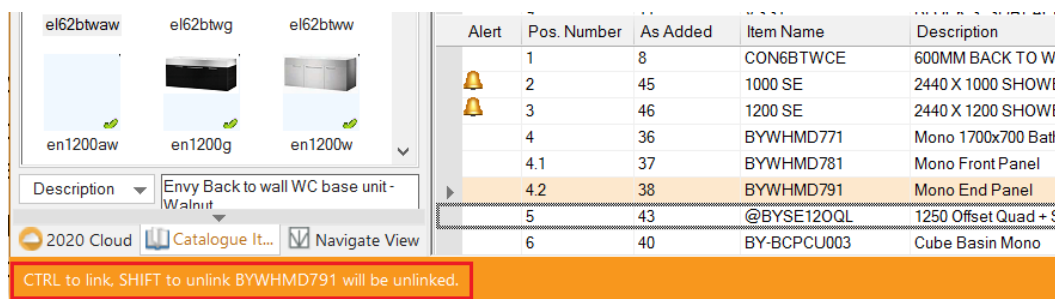 el62btwaw el62btwg el62btww
en1200aw en1200g en1200w
Description Envy Back to wall WC base unit -
Walnut
2020 Cloud Catalogue It... Navigate View
Alert Pos. Number As Added Item Name Description
1 8 CON6BTWCE 600MM BACK TO W
2 45 1000 SE 2440 X 1000 SHOWE
3 46 1200 SE 2440 X 1200 SHOWE
4 36 BYWHMD771 Mono 1700x700 Bath
4.1 37 BYWHMD781 Mono Front Panel
4.2 38 BYWHMD791 Mono End Panel
5 43 @BYSE12OQL 1250 Offset Quad + S
6 40 BY-BCPCU003 Cube Basin Mono
CTRL to link, SHIFT to unlink BYWHMD791 will be unlinked.